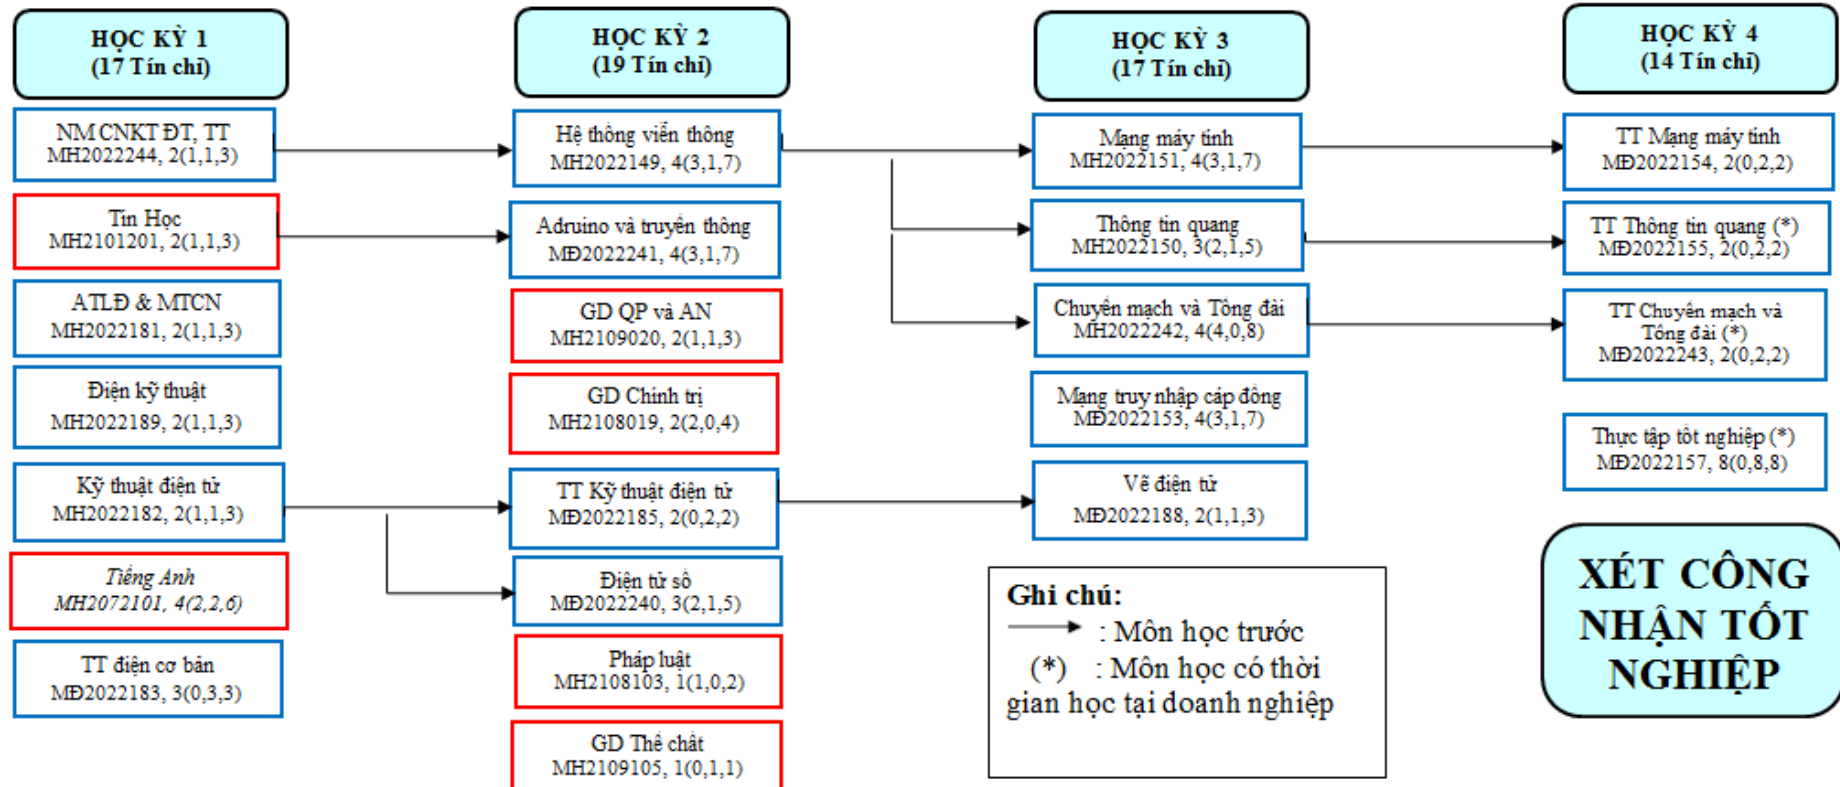 HỌC KỲ 1
(17 Tín chỉ)
NM CNKT ĐT, TT
MH2022244, 2(1,1,3)
Tin Học
MH2101201, 2(1,1,3)
ATLĐ & MTCN
MH2022181, 2(1,1,3)
Điện kỹ thuật
MH2022189, 2(1,1,3)
Kỹ thuật điện tử
MH2022182, 2(1,1,3)
Tiếng Anh
MH2072101, 4(2,2,6)
TT điện cơ bản
MĐ2022183, 3(0,3,3)
HỌC KỲ 2
(19 Tín chỉ)
Hệ thống viễn thông
MH2022149, 4(3,1,7)
Adruino và truyền thông
MĐ2022241, 4(3,1,7)
GD QP và AN
MH2109020, 2(1,1,3)
GD Chính trị
MH2108019, 2(2,0,4)
TT Kỹ thuật điện tử
MĐ2022185, 2(0,2,2)
Điện tử số
MĐ2022240, 3(2,1,5)
Pháp luật
MH2108103, 1(1,0,2)
GD Thể chất
MH2109105, 1(0,1,1)
HỌC KỲ 3
(17 Tín chỉ)
Mạng máy tính
MH2022151, 4(3,1,7)
Thông tin quang
MH2022150, 3(2,1,5)
Chuyển mạch và Tổng đài
MH2022242, 4(4,0,8)
Mạng truy nhập cáp đồng
MĐ2022153, 4(3,1,7)
Vẽ điện tử
MĐ2022188, 2(1,1,3)
Ghi chú:
: Môn học trước
(*) : Môn học có thời
gian học tại doanh nghiệp
HỌC KỲ 4
(14 Tín chỉ)
TT Mạng máy tính
MĐ2022154, 2(0,2,2)
TT Thông tin quang (*)
MĐ2022155, 2(0,2,2)
TT Chuyển mạch và
Tổng đài (*)
MĐ2022243, 2(0,2,2)
Thực tập tốt nghiệp (*)
MĐ2022157, 8(0,8,8)
XÉT CÔNG
NHẬN TỐT
NGHIỆP